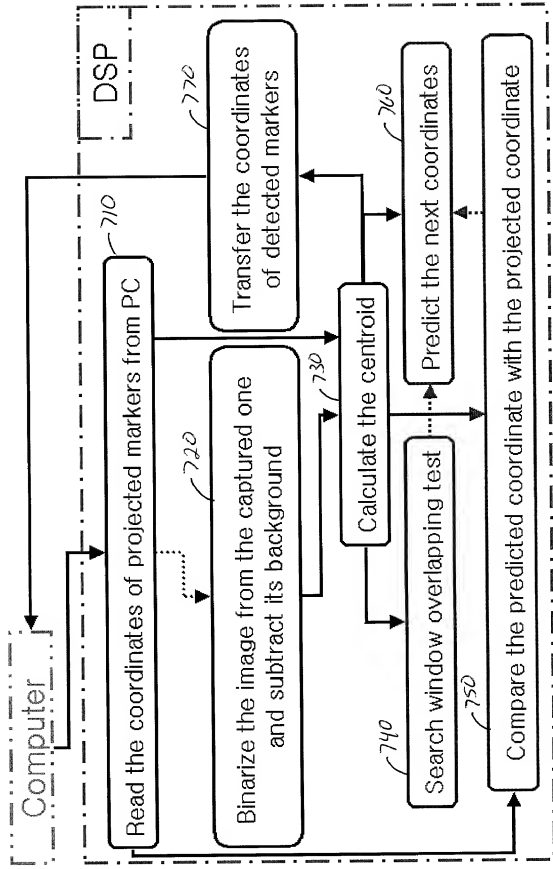 Computer
DSP
710
Read the coordinates of projected markers from PC
720
Binarize the image from the captured one
and subtract its background
770
Transfer the coordinates
of detected markers
730
Calculate the centroid
740
Search window overlapping test
760
Predict the next coordinates
750
Compare the predicted coordinate with the projected coordinate